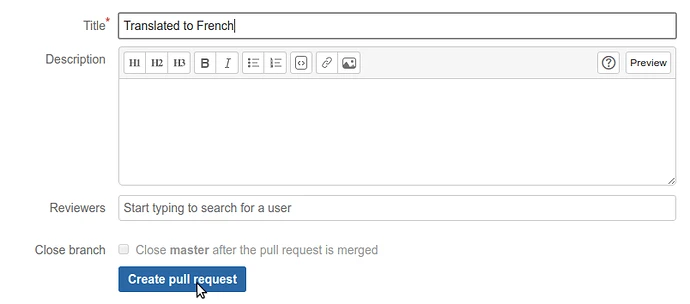 Title* Translated to French
Description H1 H2 H3 B I Preview
Reviewers Start typing to search for a user
Close branch Close master after the pull request is merged
Create pull request